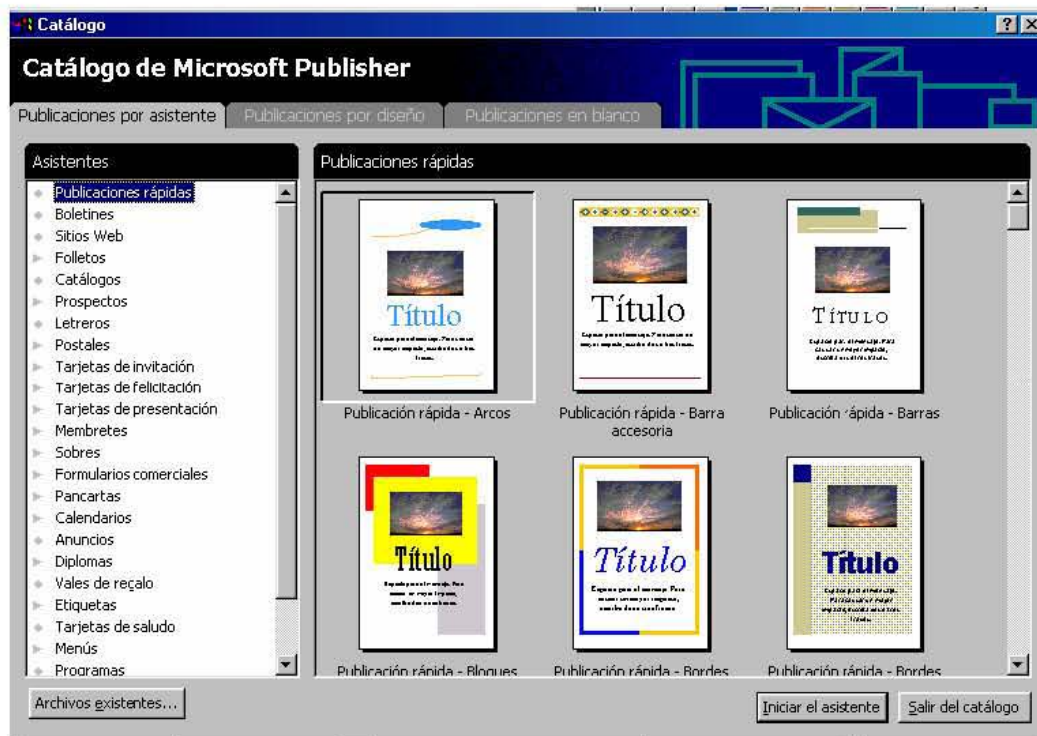 Catálogo
Catálogo de Microsoft Publisher
Publicaciones por asistente
Publicaciones por diseño
Publicaciones en blanco
Asistentes
Publicaciones rápidas
Boletines
Sitios Web
Folletos
Catálogos
Prospectos
Letreros
Postales
Tarjetas de invitación
Tarjetas de felicitación
Tarjetas de presentación
Membretes
Sobres
Formularios comerciales
Pancartas
Calendarios
Anuncios
Diplomas
Vales de regalo
Etiquetas
Tarjetas de saludo
Menús
Programas
Publicaciones rápidas
Título
Publicación rápida - Arcos
Título
Publicación rápida - Barra
accesoria
TÍTULO
Publicación rápida - Barras
Título
Publicación rápida - Bloques
Título
Publicación rápida - Bordes
Título
Publicación rápida - Bordes
Archivos existentes...
Iniciar el asistente
Salir del catálogo